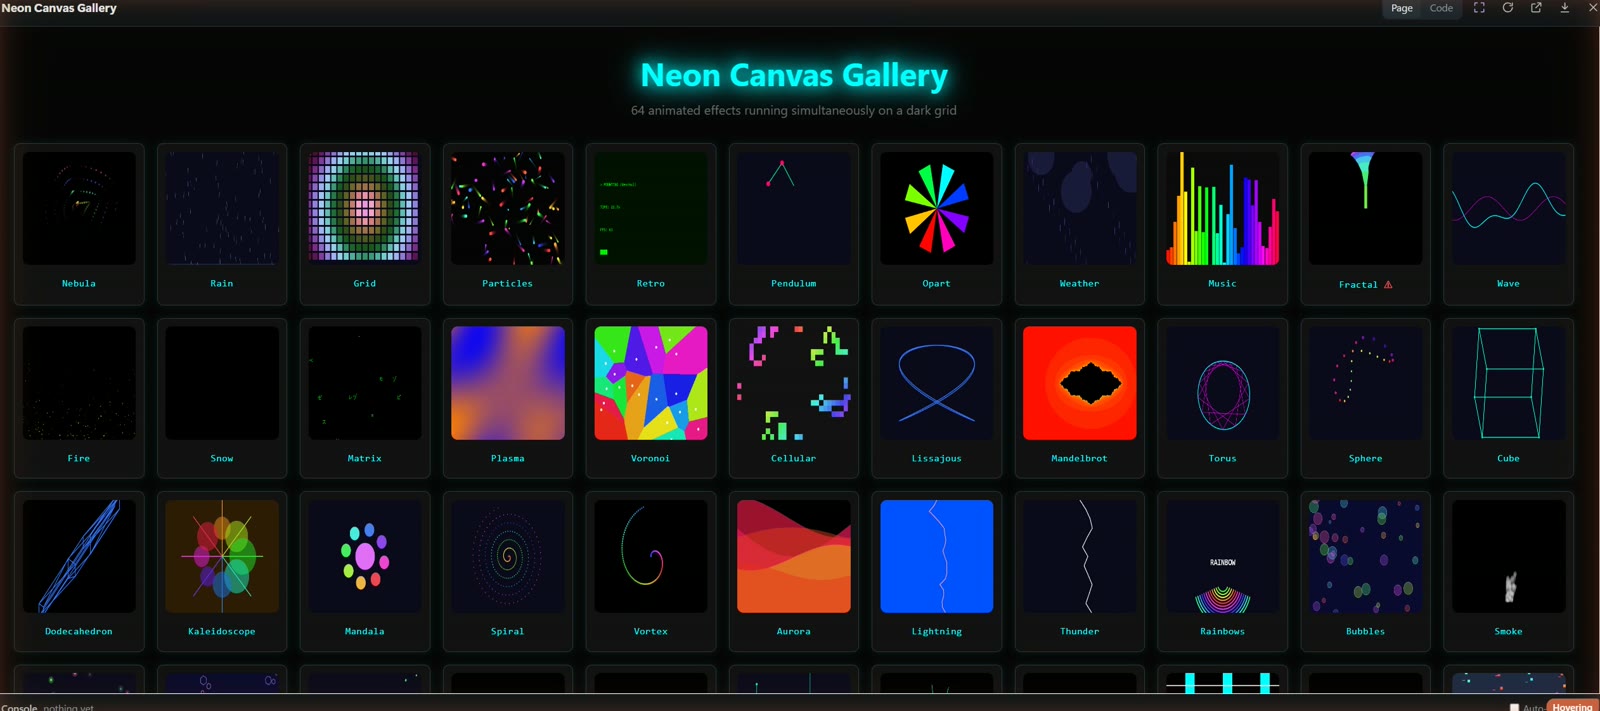 Neon Canvas Gallery
Page Code
Neon Canvas Gallery
64 animated effects running simultaneously on a dark grid
Nebula Rain Grid Particles Retro Pendulum Opart Weather Music Fractal ⚠ Wave
Fire Snow Matrix Plasma Voronoi Cellular Lissajous Mandelbrot Torus Sphere Cube
RAINBOW
Dodecahedron Kaleidoscope Mandala Spiral Vortex Aurora Lightning Thunder Rainbows Bubbles Smoke
Console nothing yet Auto- Hovering